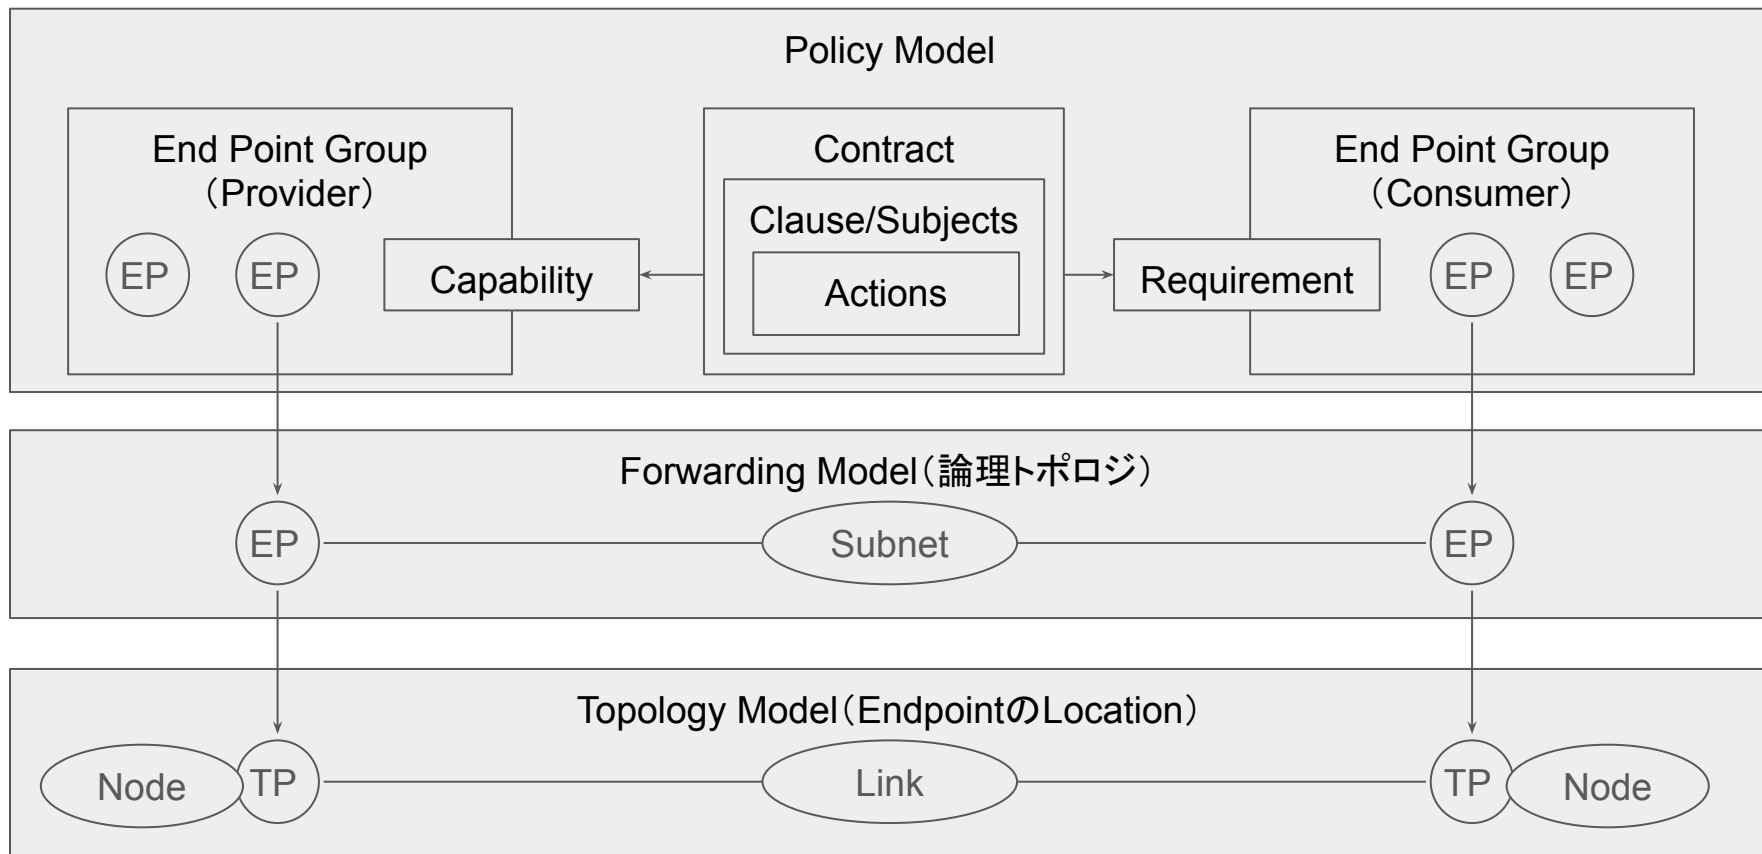 Policy Model
End Point Group
（Provider）
EP
EP
Capability
Contract
Clause/Subjects
Actions
Requirement
End Point Group
（Consumer）
EP
EP
Forwarding Model（論理トポロジ）
EP
Subnet
EP
Topology Model（EndpointのLocation）
Node
TP
Link
TP
Node